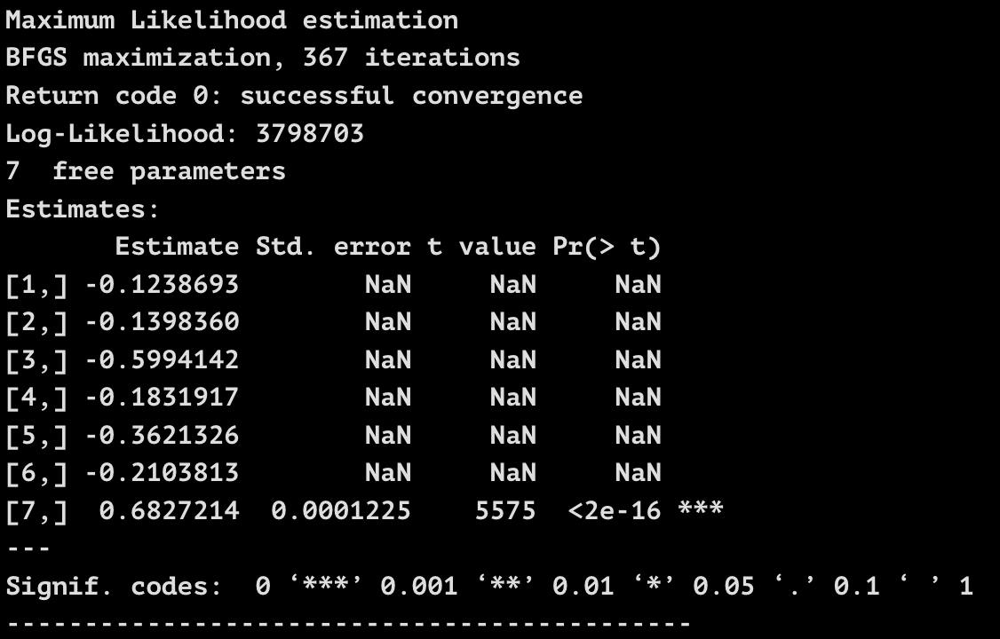 Maximum Likelihood estimation
BFGS maximization, 367 iterations
Return code 0: successful convergence
Log-Likelihood: 3798703
7  free parameters
Estimates:
       Estimate Std. error t value Pr(> t)
[1,] -0.1238693        NaN     NaN     NaN
[2,] -0.1398360        NaN     NaN     NaN
[3,] -0.5994142        NaN     NaN     NaN
[4,] -0.1831917        NaN     NaN     NaN
[5,] -0.3621326        NaN     NaN     NaN
[6,] -0.2103813        NaN     NaN     NaN
[7,]  0.6827214  0.0001225    5575  <2e-16 ***
---
Signif. codes:  0 ‘***’ 0.001 ‘**’ 0.01 ‘*’ 0.05 ‘.’ 0.1 ‘ ’ 1
--------------------------------------------